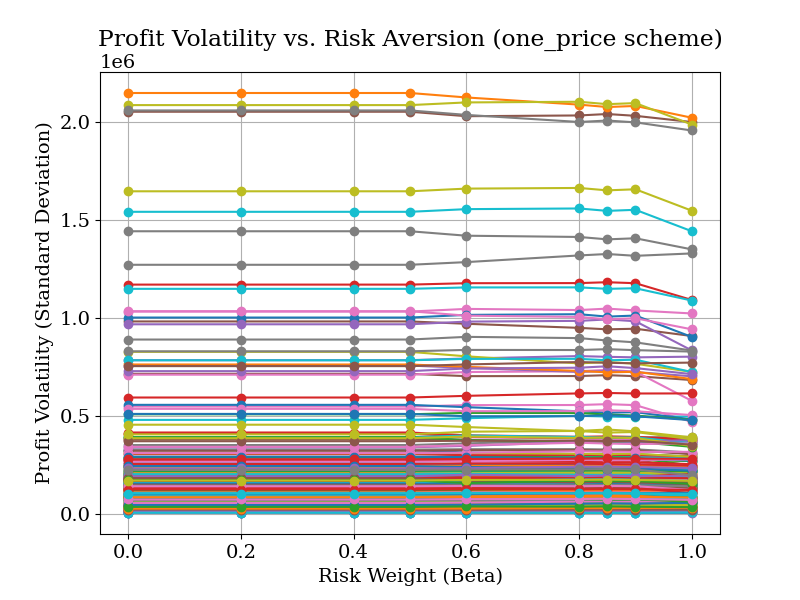 Profit Volatility vs. Risk Aversion (one_price scheme)
1e6
2.0
1.5
1.0
0.5
0.0
Profit Volatility (Standard Deviation)
0.0 0.2 0.4 0.6 0.8 1.0
Risk Weight (Beta)